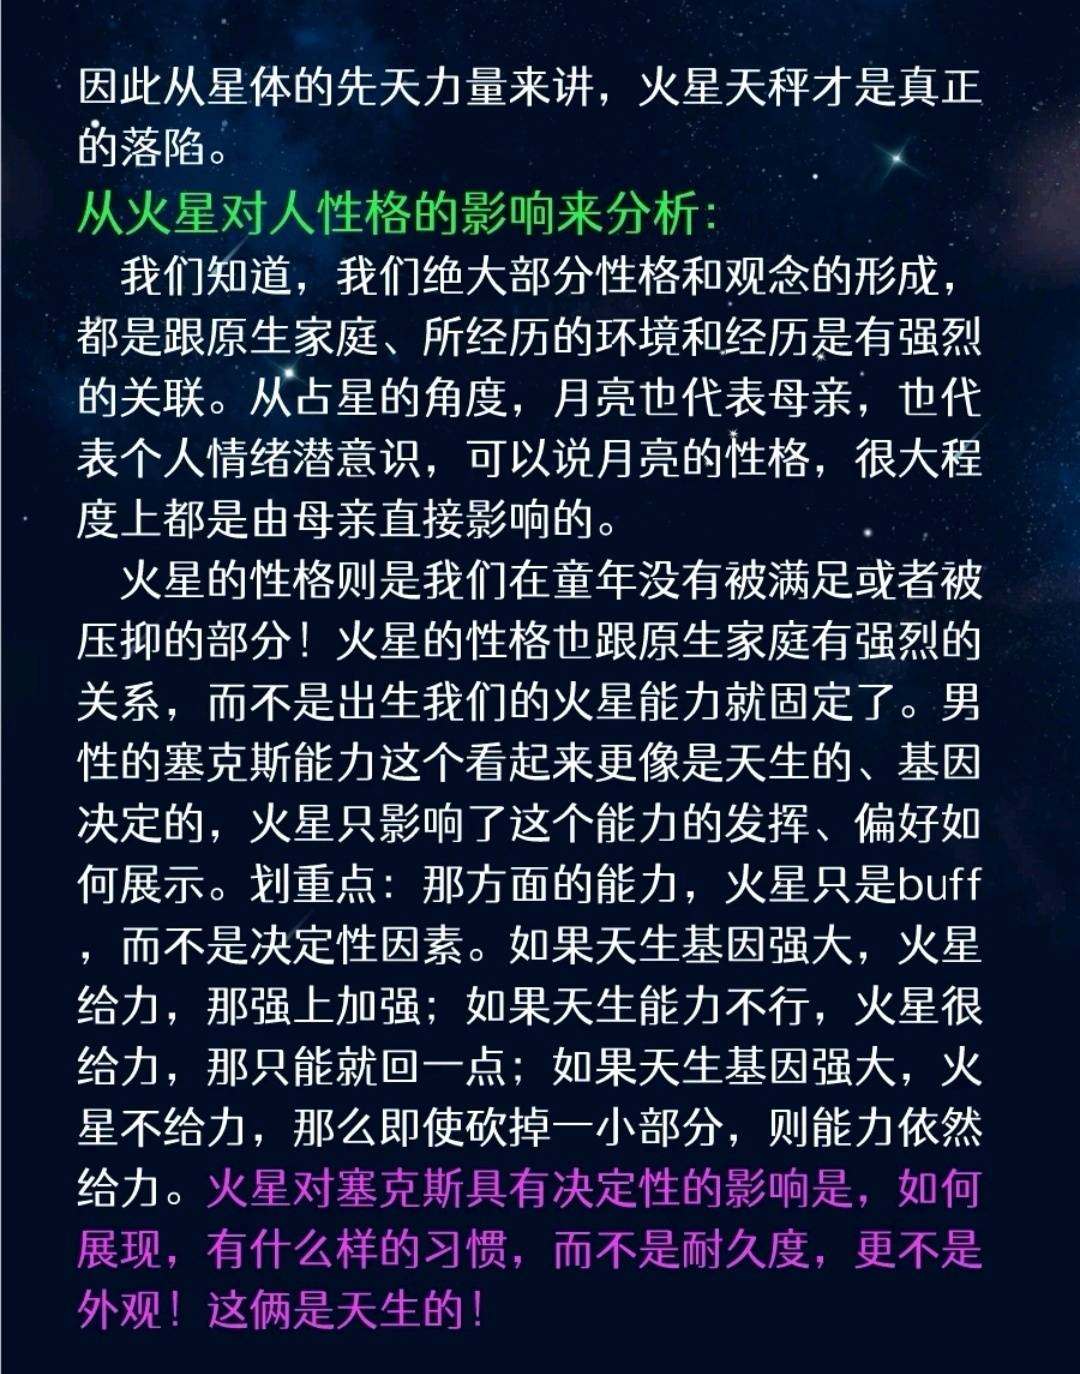 因此从星体的先天力量来讲，火星天秤才是真正
的落陷。
从火星对人性格的影响来分析：
我们知道，我们绝大部分性格和观念的形成，
都是跟原生家庭、所经历的环境和经历是有强烈
的关联。从占星的角度，月亮也代表母亲，也代
表个人情绪潜意识，可以说月亮的性格，很大程
度上都是由母亲直接影响的。
火星的性格则是我们在童年没有被满足或者被
压抑的部分！火星的性格也跟原生家庭有强烈的
关系，而不是出生我们的火星能力就固定了。男
性的塞克斯能力这个看起来更像是天生的、基因
决定的，火星只影响了这个能力的发挥、偏好如
何展示。划重点：那方面的能力，火星只是buff
，而不是决定性因素。如果天生基因强大，火星
给力，那强上加强；如果天生能力不行，火星很
给力，那只能就回一点；如果天生基因强大，火
星不给力，那么即使砍掉一小部分，则能力依然
给力。火星对塞克斯具有决定性的影响是，如何
展现，有什么样的习惯，而不是耐久度，更不是
外观！这俩是天生的！